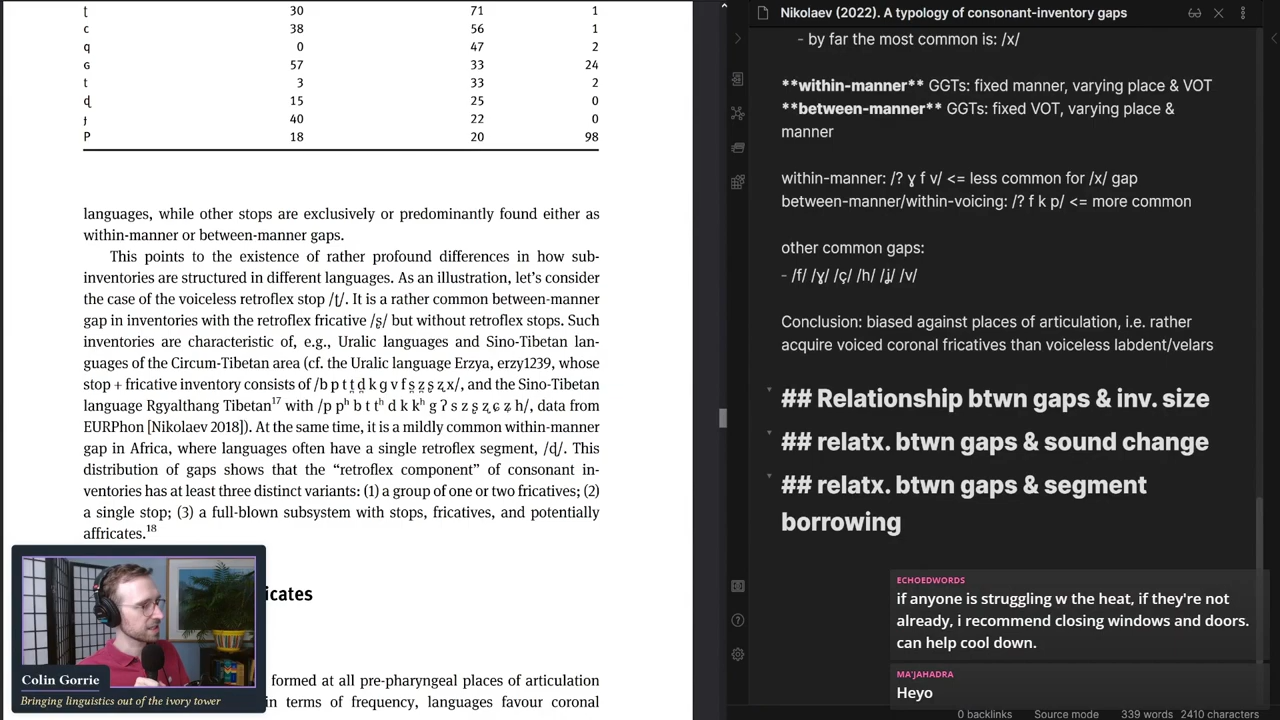 ʈ 30 71 1
c 38 56 1
q 0 47 2
ɢ 57 33 24
t 3 33 2
ɖ 15 25 0
ɟ 40 22 0
P 18 20 98
languages, while other stops are exclusively or predominantly found either as
within-manner or between-manner gaps.
This points to the existence of rather profound differences in how sub-
inventories are structured in different languages. As an illustration, let's consider
the case of the voiceless retroflex stop /ʈ/. It is a rather common between-manner
gap in inventories with the retroflex fricative /ʂ/ but without retroflex stops. Such
inventories are characteristic of, e.g., Uralic languages and Sino-Tibetan lan-
guages of the Circum-Tibetan area (cf. the Uralic language Erzya, erzy1239, whose
stop + fricative inventory consists of /b p t t̪ d̪ k ɡ v f s̪ z̪ ʂ ʐ x/, and the Sino-Tibetan
language Rgyalthang Tibetan¹⁷ with /p pʰ b t tʰ d k kʰ ɡ ʔ s z ʂ ʐ ɕ ʑ h/, data from
EURPhon [Nikolaev 2018]). At the same time, it is a mildly common within-manner
gap in Africa, where languages often have a single retroflex segment, /ɖ/. This
distribution of gaps shows that the “retroflex component” of consonant in-
ventories has at least three distinct variants: (1) a group of one or two fricatives; (2)
a single stop; (3) a full-blown subsystem with stops, fricatives, and potentially
affricates.¹⁸
icates
formed at all pre-pharyngeal places of articulation
in terms of frequency, languages favour coronal
Colin Gorrie
Bringing linguistics out of the ivory tower
Nikolaev (2022). A typology of consonant-inventory gaps
- by far the most common is: /x/
**within-manner** GGTs: fixed manner, varying place & VOT
**between-manner** GGTs: fixed VOT, varying place &
manner
within-manner: /? ɣ f v/ <= less common for /x/ gap
between-manner/within-voicing: /? f k p/ <= more common
other common gaps:
- /f/ /ɣ/ /ç/ /h/ /ʝ/ /v/
Conclusion: biased against places of articulation, i.e. rather
acquire voiced coronal fricatives than voiceless labdent/velars
## Relationship btwn gaps & inv. size
## relatx. btwn gaps & sound change
## relatx. btwn gaps & segment
borrowing
ECHOEDWORDS
if anyone is struggling w the heat, if they're not
already, i recommend closing windows and doors.
can help cool down.
MA'JAHADRA
Heyo
0 backlinks Source mode 339 words 2410 characters